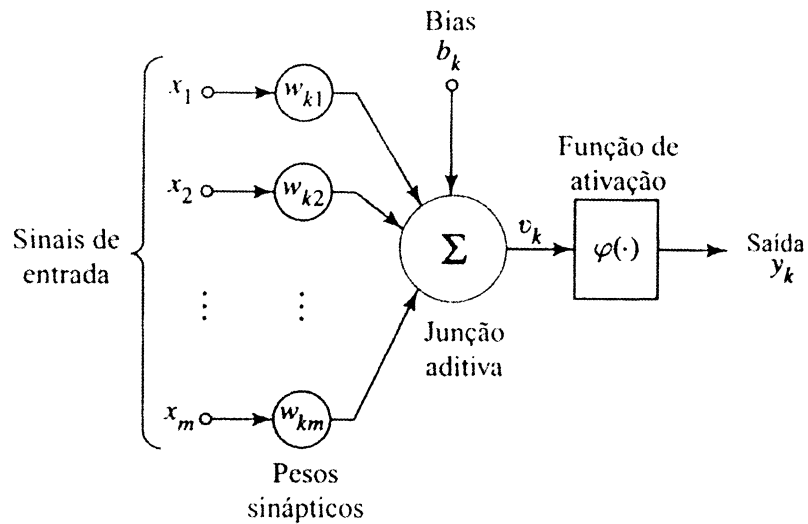 Bias
b_k
x_1
w_k1
x_2
w_k2
Sinais de
entrada
⋮
⋮
x_m
w_km
Pesos
sinápticos
Σ
Junção
aditiva
v_k
Função de
ativação
φ(·)
Saída
y_k